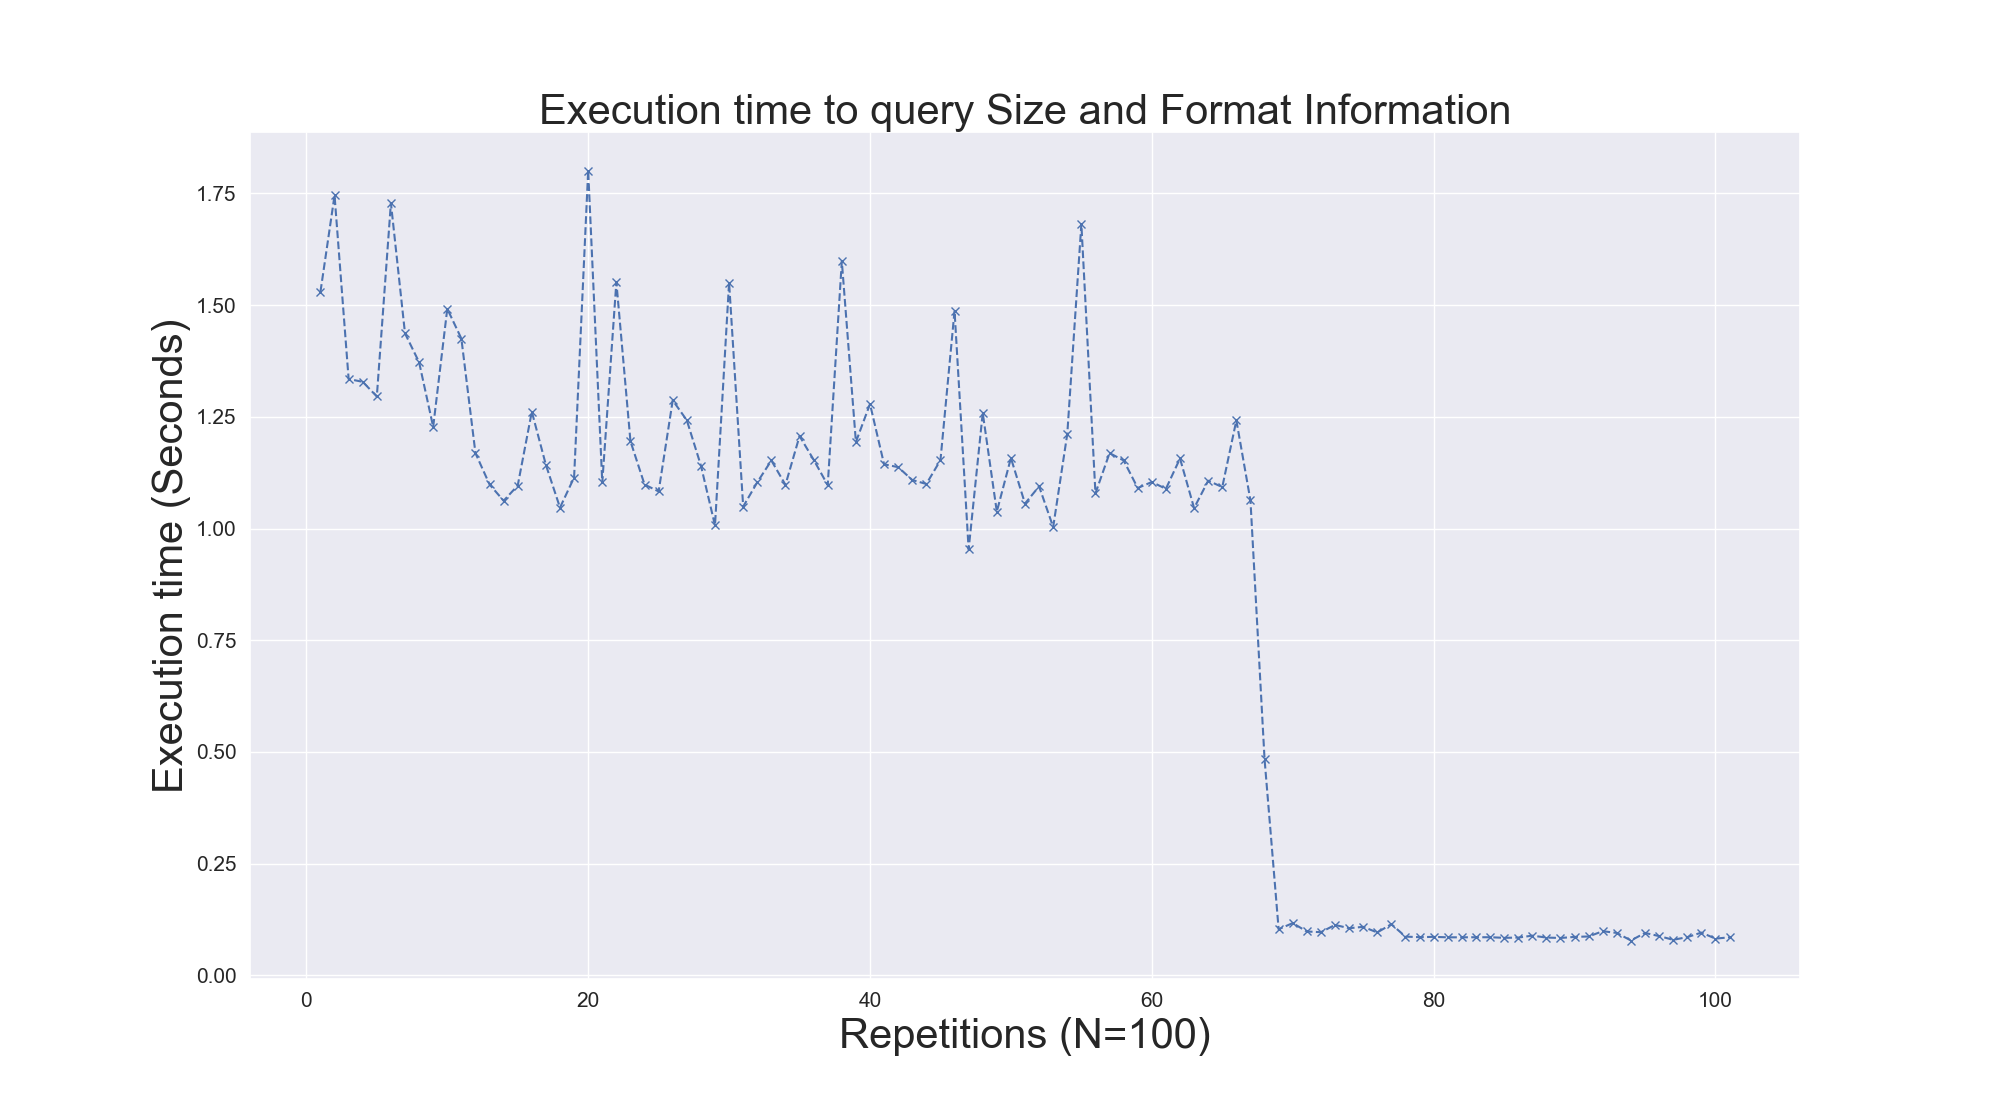 Execution time to query Size and Format Information
Execution time (Seconds)
1.75
1.50
1.25
1.00
0.75
0.50
0.25
0.00
0 20 40 60 80 100
Repetitions (N=100)